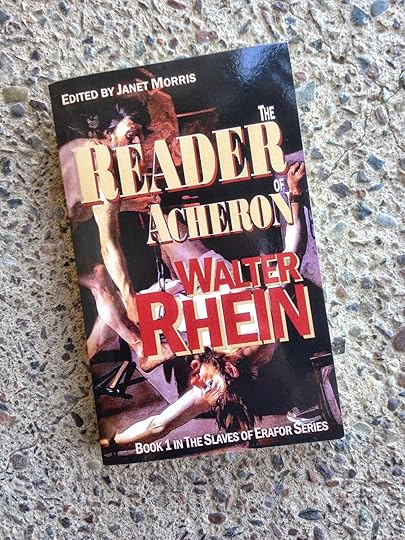 EDITED BY JANET MORRIS
THE
READER
OF
ACHERON
WALTER
RHEIN
BOOK 1 IN THE SLAVES OF ERAFOR SERIES